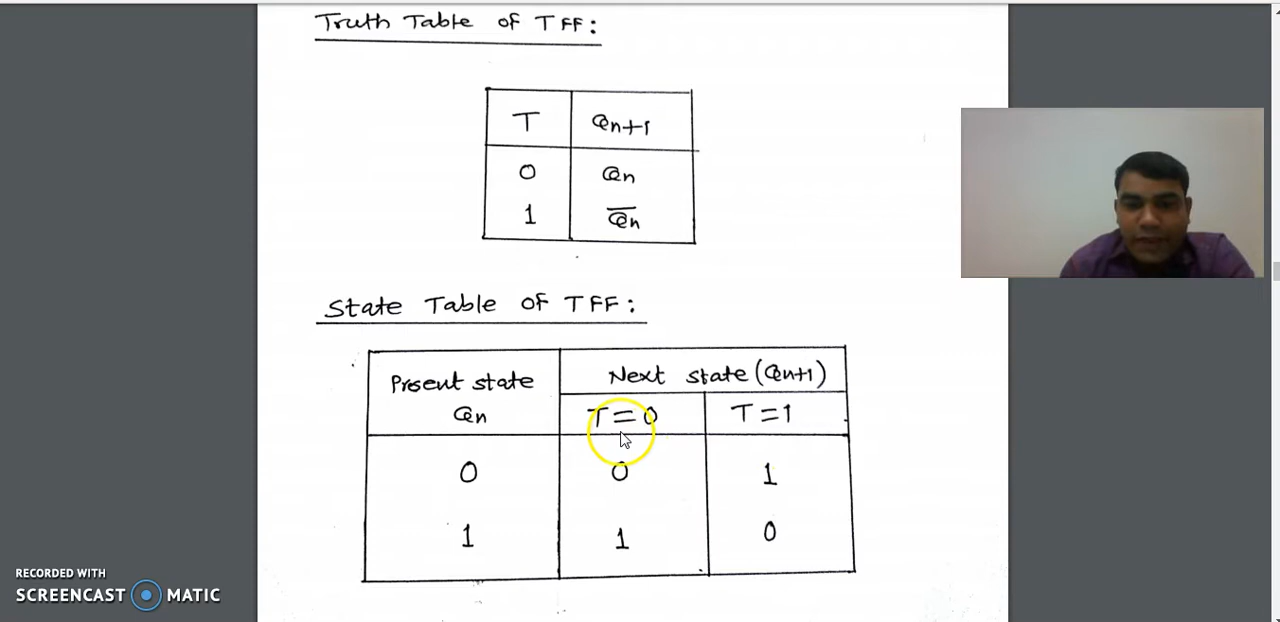 Truth Table of TFF:
T Qn+1
0 Qn
1 Q̅n
State Table of TFF:
Present state Qn Next state (Qn+1)
T=0 T=1
0 0 1
1 1 0
RECORDED WITH
SCREENCAST MATIC